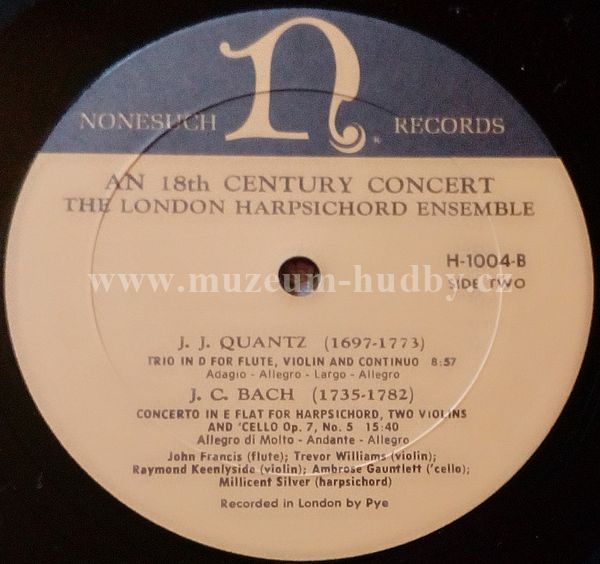 n
NONESUCH RECORDS
AN 18th CENTURY CONCERT
THE LONDON HARPSICHORD ENSEMBLE
H-1004-B
www.muzeum-hudby.cz
SIDE TWO
J. J. QUANTZ (1697-1773)
TRIO IN D FOR FLUTE, VIOLIN AND CONTINUO 8:57
Adagio - Allegro - Largo - Allegro
J. C. BACH (1735-1782)
CONCERTO IN E FLAT FOR HARPSICHORD, TWO VIOLINS
AND 'CELLO Op. 7, No. 5 15:40
Allegro di Molto - Andante - Allegro
John Francis (flute); Trevor Williams (violin);
Raymond Keenlyside (violin); Ambrose Gauntlett ('cello);
Millicent Silver (harpsichord)
Recorded in London by Pye